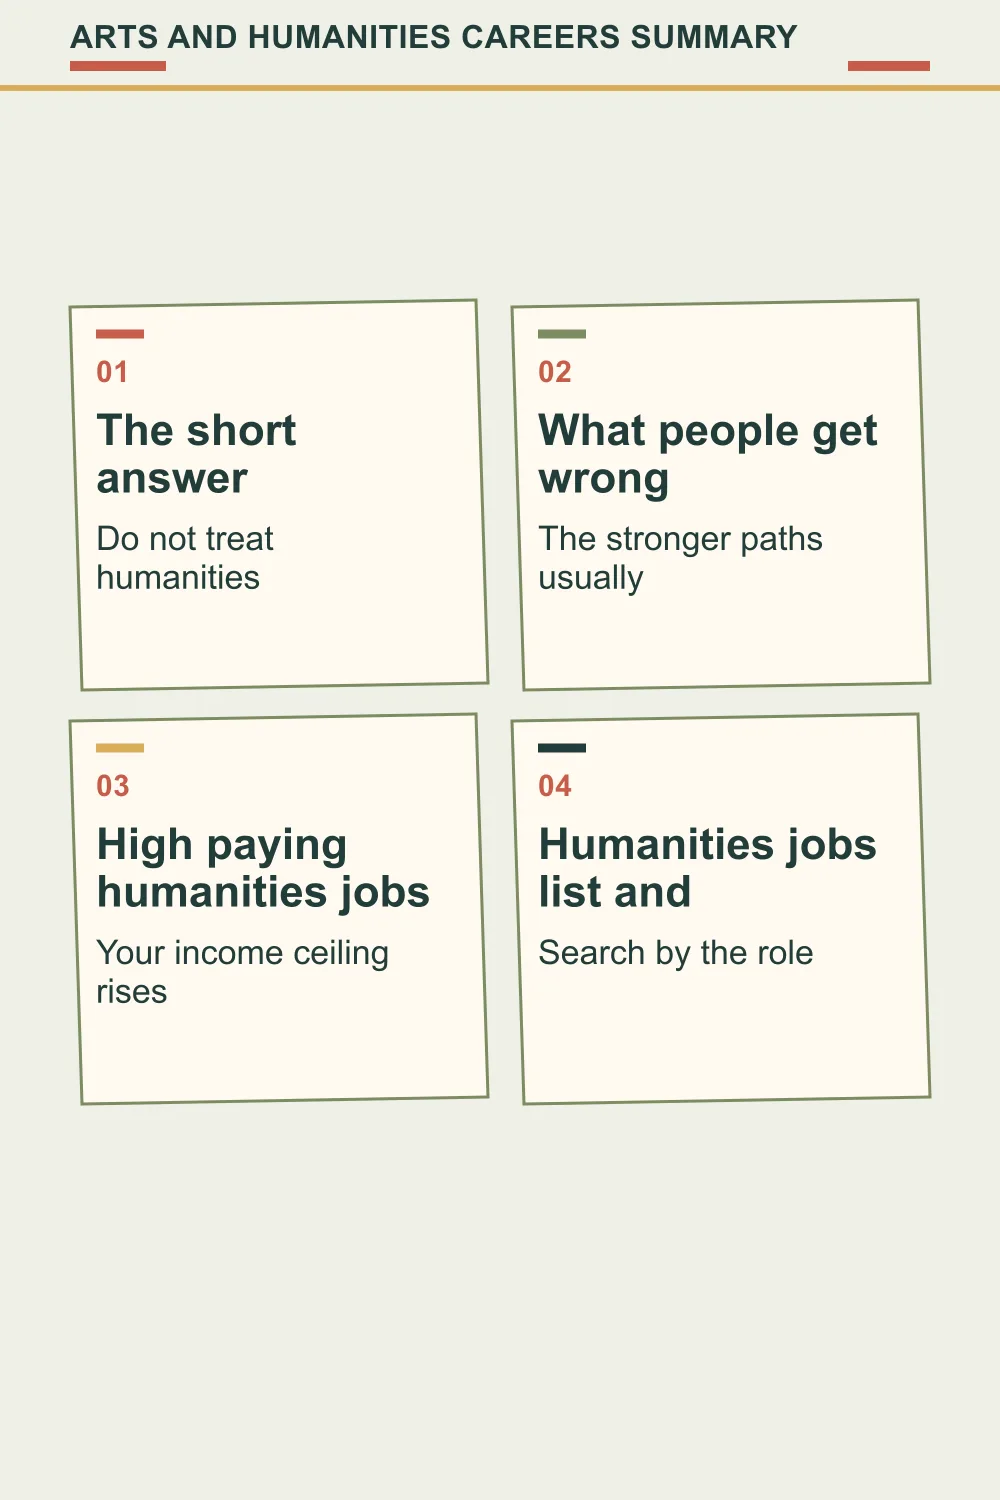 ARTS AND HUMANITIES CAREERS SUMMARY
01
The short
answer
Do not treat
humanities
02
What people get
wrong
The stronger paths
usually
03
High paying
humanities jobs
Your income ceiling
rises
04
Humanities jobs
list and
Search by the role